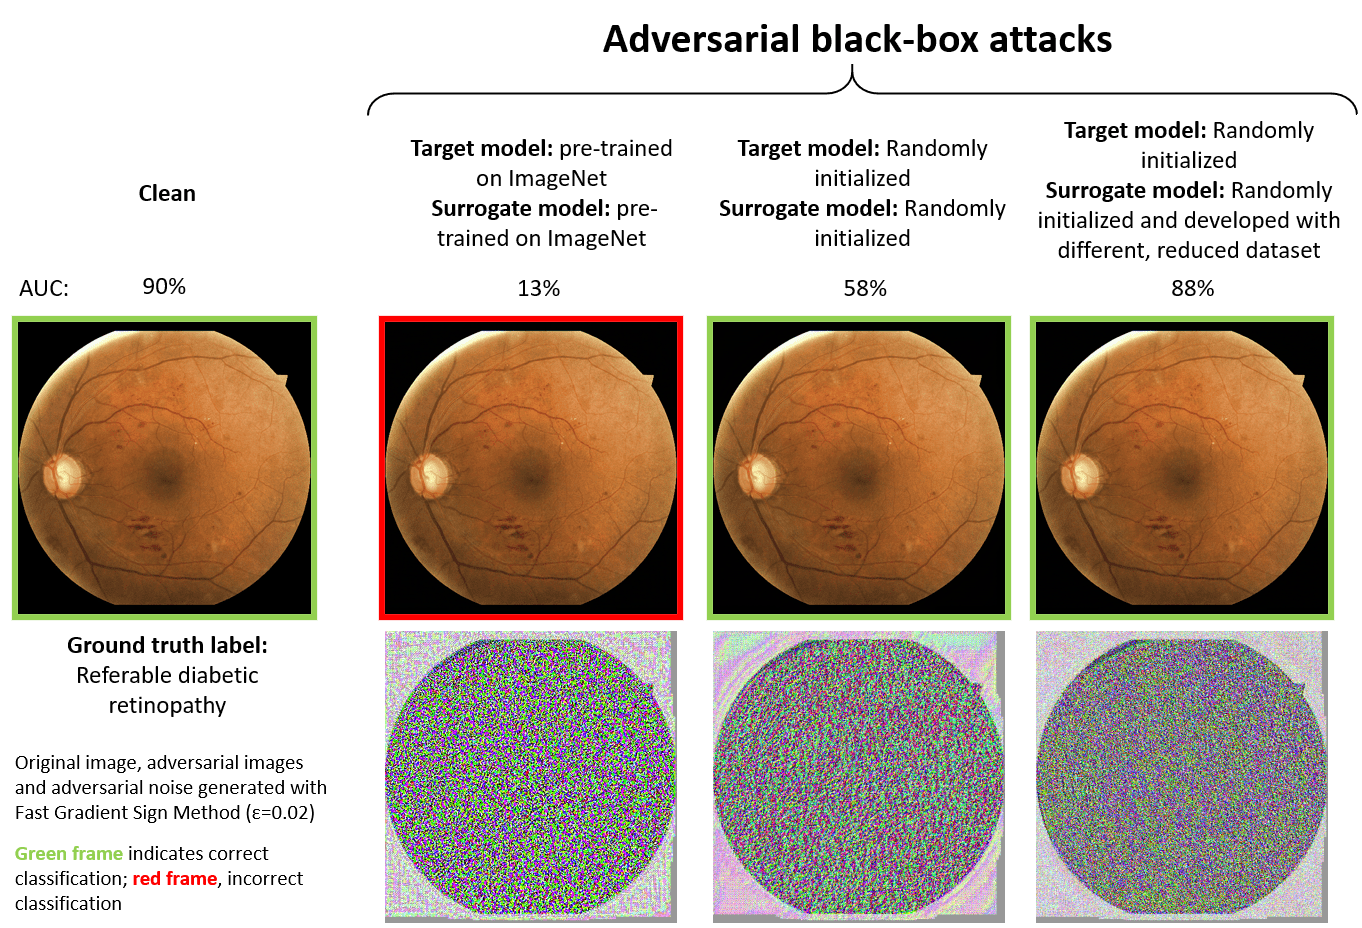 Adversarial black-box attacks
Clean
Target model: pre-trained
on ImageNet
Surrogate model: pre-
trained on ImageNet
Target model: Randomly
initialized
Surrogate model: Randomly
initialized
Target model: Randomly
initialized
Surrogate model: Randomly
initialized and developed with
different, reduced dataset
AUC: 90% 13% 58% 88%
Ground truth label:
Referable diabetic
retinopathy
Original image, adversarial images
and adversarial noise generated with
Fast Gradient Sign Method (ε=0.02)
Green frame indicates correct
classification; red frame, incorrect
classification